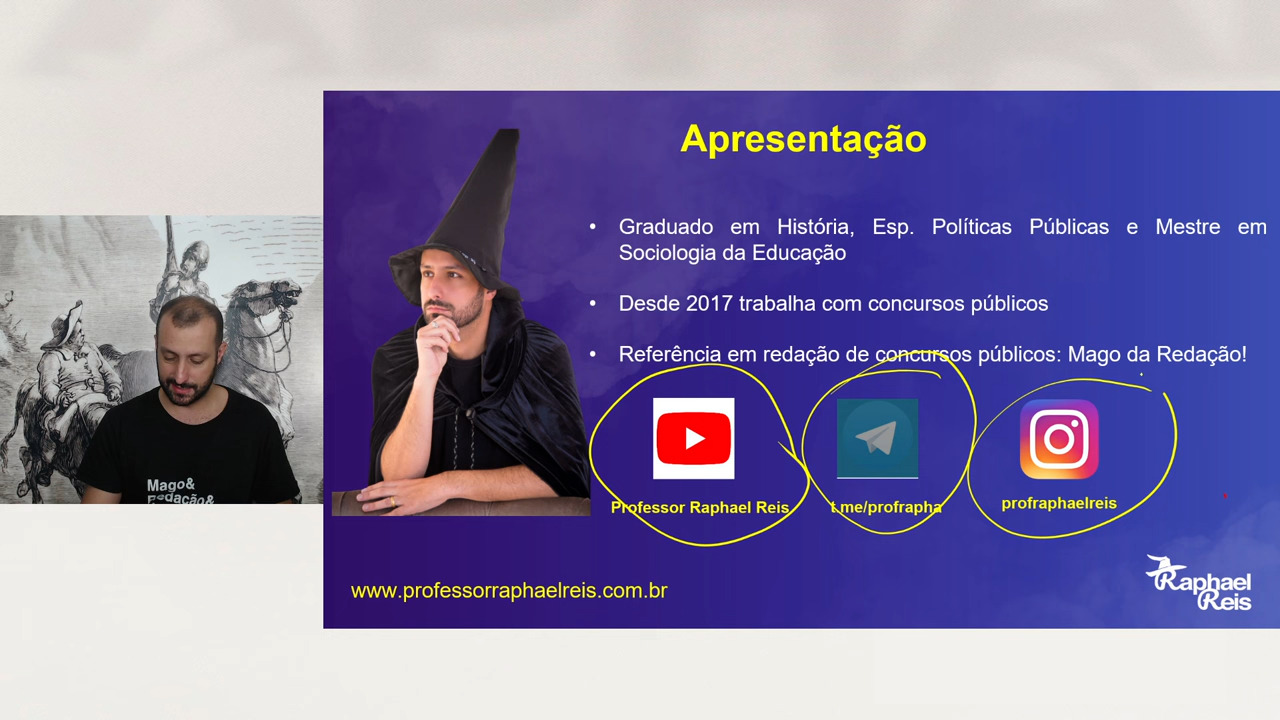 Apresentação
• Graduado em História, Esp. Políticas Públicas e Mestre em
Sociologia da Educação
• Desde 2017 trabalha com concursos públicos
• Referência em redação de concursos públicos: Mago da Redação!
Professor Raphael Reis
t.me/profrapha
profraphaelreis
www.professorraphaelreis.com.br
Raphael
Reis
Mago&
Redação&